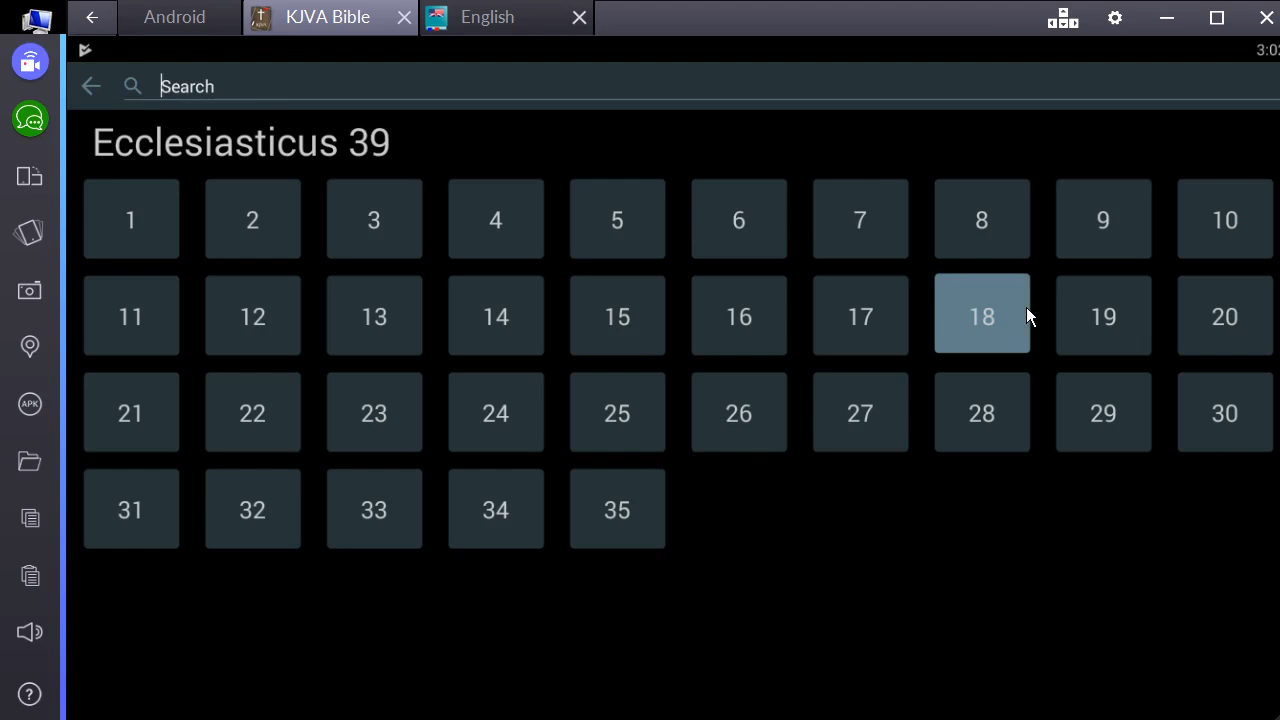 Android KJVA Bible English
3:02
Search
Ecclesiasticus 39
1 2 3 4 5 6 7 8 9 10
11 12 13 14 15 16 17 18 19 20
21 22 23 24 25 26 27 28 29 30
31 32 33 34 35
APK